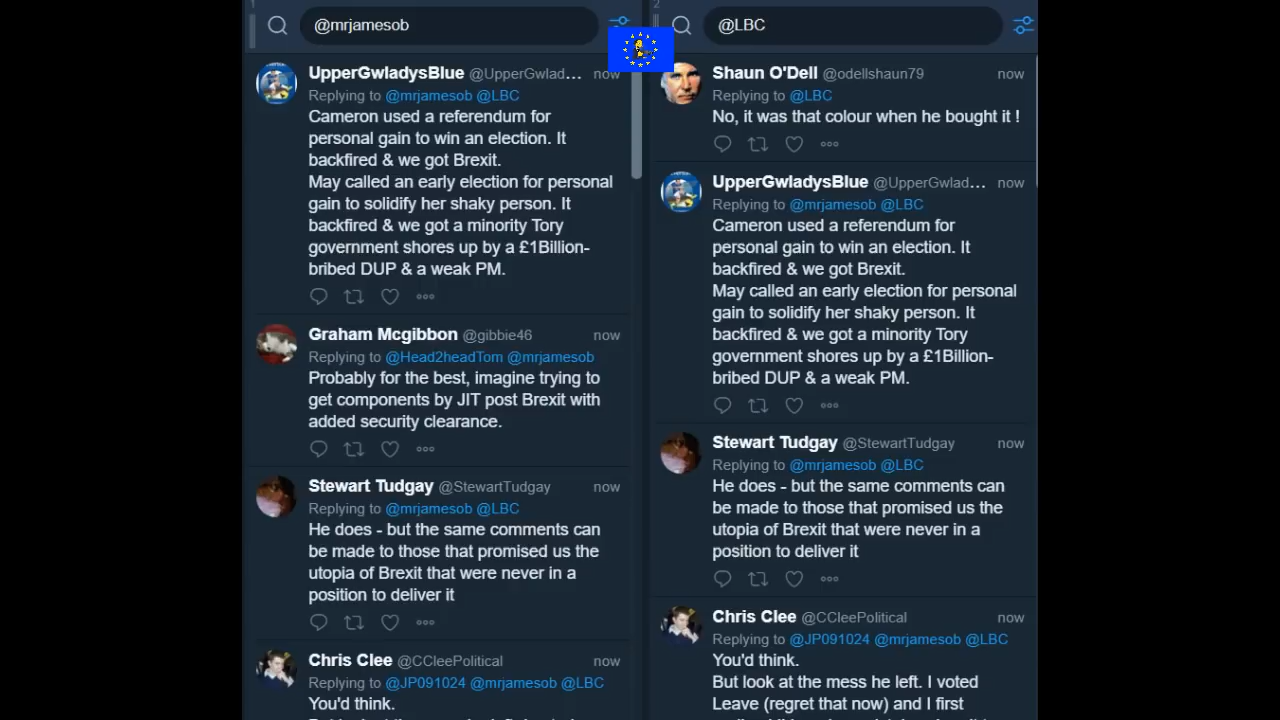 1
@mrjamesob
UpperGwladysBlue @UpperGwlad... now
Replying to @mrjamesob @LBC
Cameron used a referendum for
personal gain to win an election. It
backfired & we got Brexit.
May called an early election for personal
gain to solidify her shaky person. It
backfired & we got a minority Tory
government shores up by a £1Billion-
bribed DUP & a weak PM.
Graham Mcgibbon @gibbie46 now
Replying to @Head2headTom @mrjamesob
Probably for the best, imagine trying to
get components by JIT post Brexit with
added security clearance.
Stewart Tudgay @StewartTudgay now
Replying to @mrjamesob @LBC
He does - but the same comments can
be made to those that promised us the
utopia of Brexit that were never in a
position to deliver it
Chris Clee @CCleePolitical now
Replying to @JP091024 @mrjamesob @LBC
You'd think.
2
@LBC
Shaun O'Dell @odellshaun79 now
Replying to @LBC
No, it was that colour when he bought it !
UpperGwladysBlue @UpperGwlad... now
Replying to @mrjamesob @LBC
Cameron used a referendum for
personal gain to win an election. It
backfired & we got Brexit.
May called an early election for personal
gain to solidify her shaky person. It
backfired & we got a minority Tory
government shores up by a £1Billion-
bribed DUP & a weak PM.
Stewart Tudgay @StewartTudgay now
Replying to @mrjamesob @LBC
He does - but the same comments can
be made to those that promised us the
utopia of Brexit that were never in a
position to deliver it
Chris Clee @CCleePolitical now
Replying to @JP091024 @mrjamesob @LBC
You'd think.
But look at the mess he left. I voted
Leave (regret that now) and I first